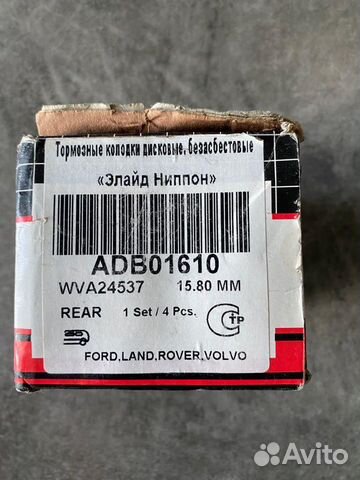 Тормозные колодки дисковые, безасбестовые
«Элайд Ниппон»
ADB01610
WVA24537 15.80 MM
REAR 1 Set / 4 Pcs.
ТР
FORD,LAND,ROVER,VOLVO
Avito